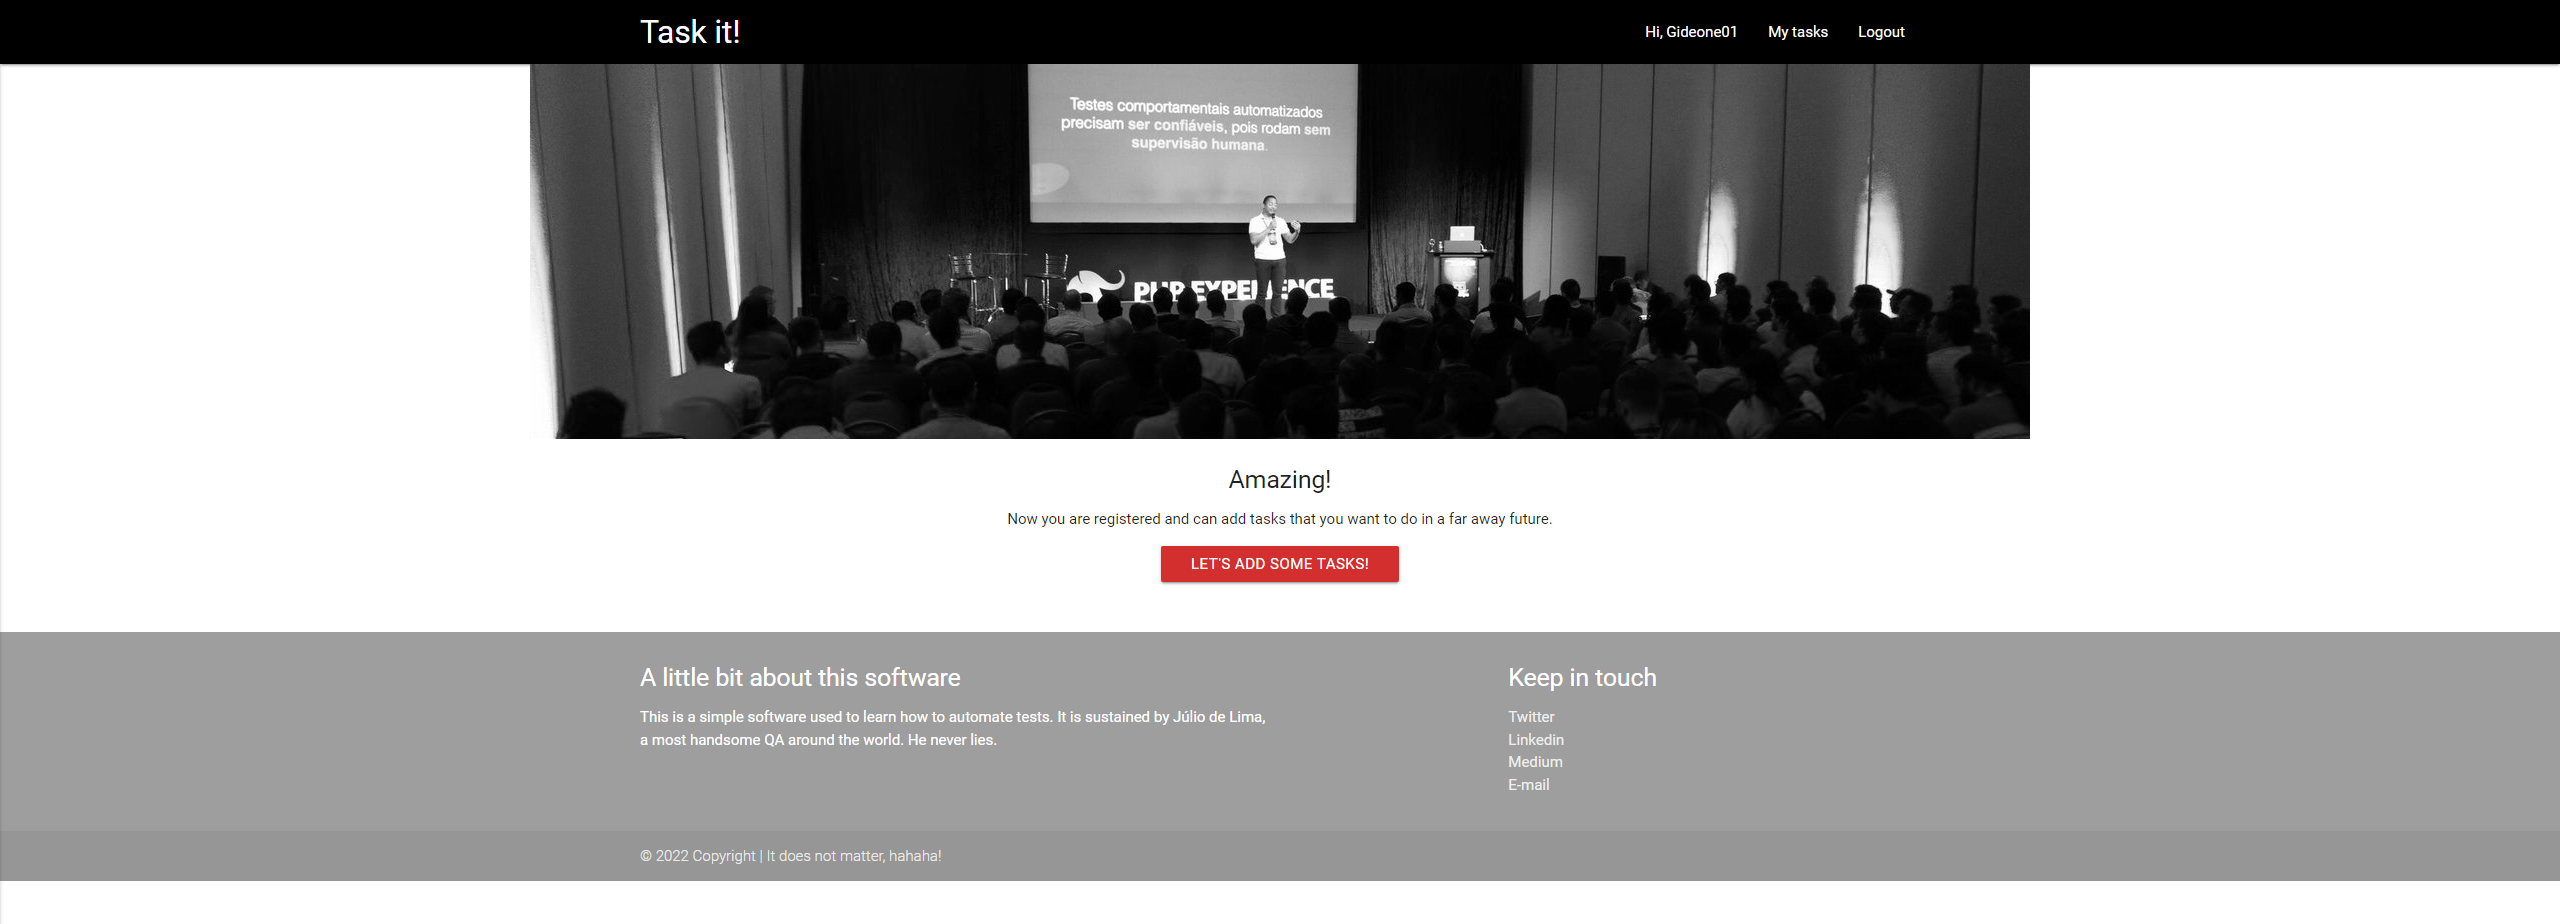 Task it!
Hi, Gideone01 My tasks Logout
Testes comportamentais automatizados
precisam ser confiáveis, pois rodam sem
supervisão humana.
PHP EXPERIENCE
Amazing!
Now you are registered and can add tasks that you want to do in a far away future.
LET'S ADD SOME TASKS!
A little bit about this software
This is a simple software used to learn how to automate tests. It is sustained by Júlio de Lima,
a most handsome QA around the world. He never lies.
Keep in touch
Twitter
Linkedin
Medium
E-mail
© 2022 Copyright | It does not matter, hahaha!